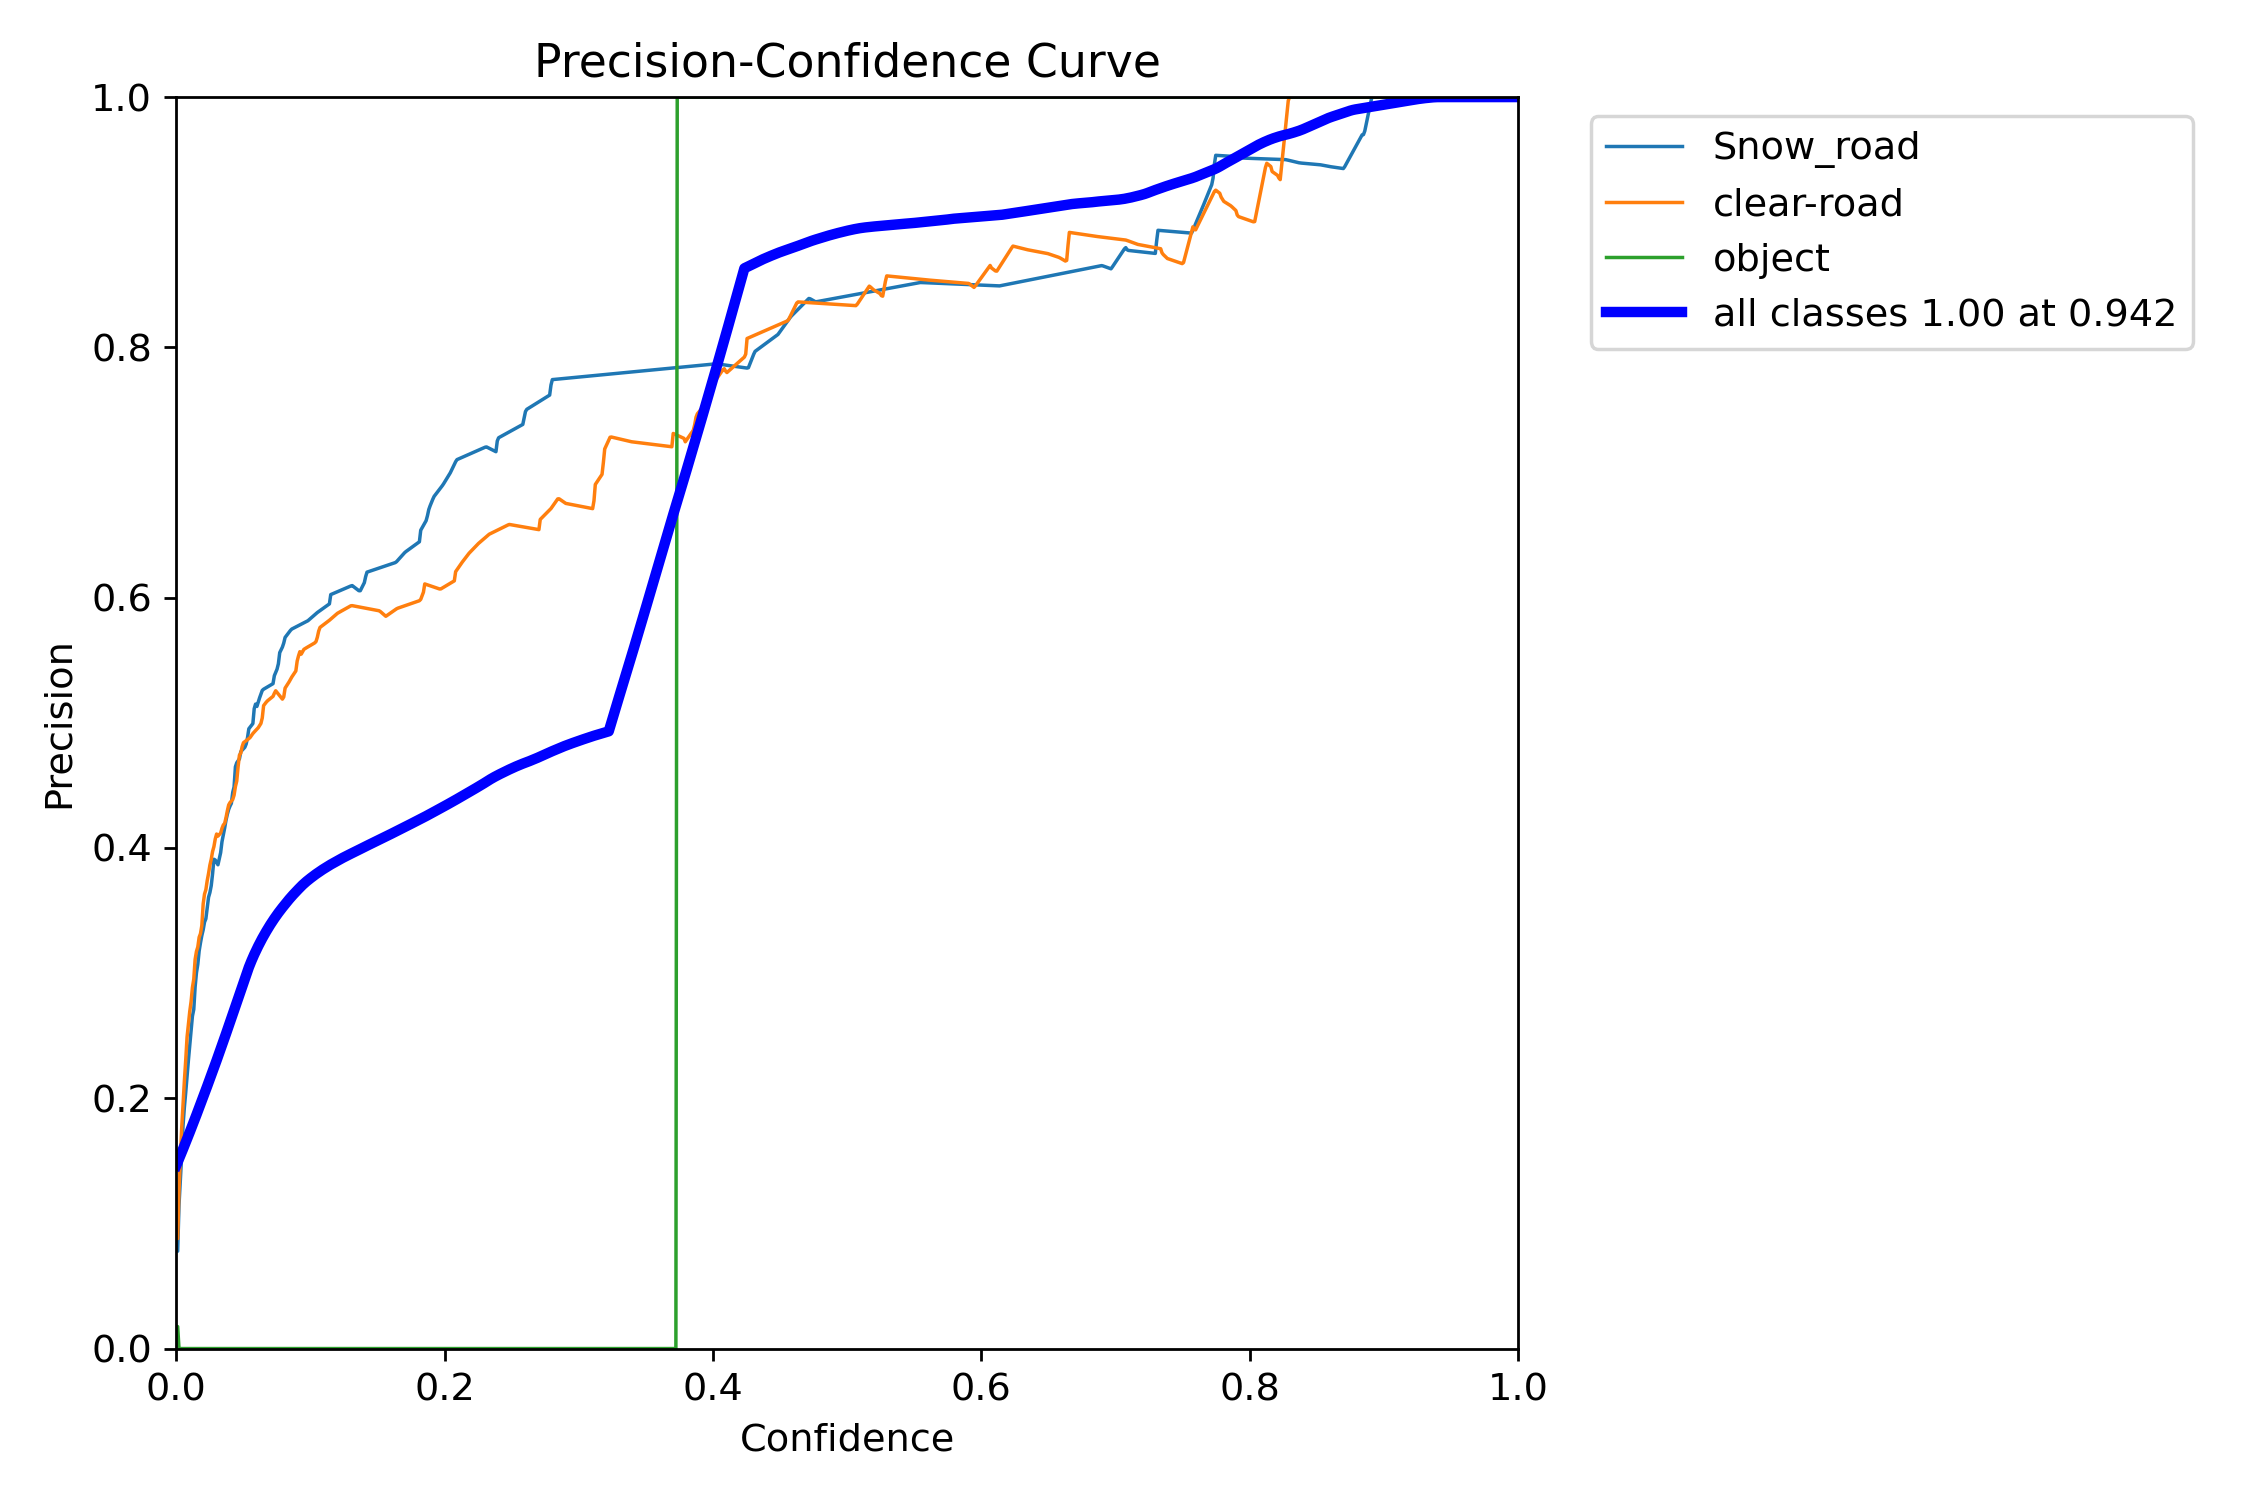 Precision-Confidence Curve
1.0
0.8
0.6
0.4
0.2
0.0
Precision
0.0 0.2 0.4 0.6 0.8 1.0
Confidence
Snow_road
clear-road
object
all classes 1.00 at 0.942